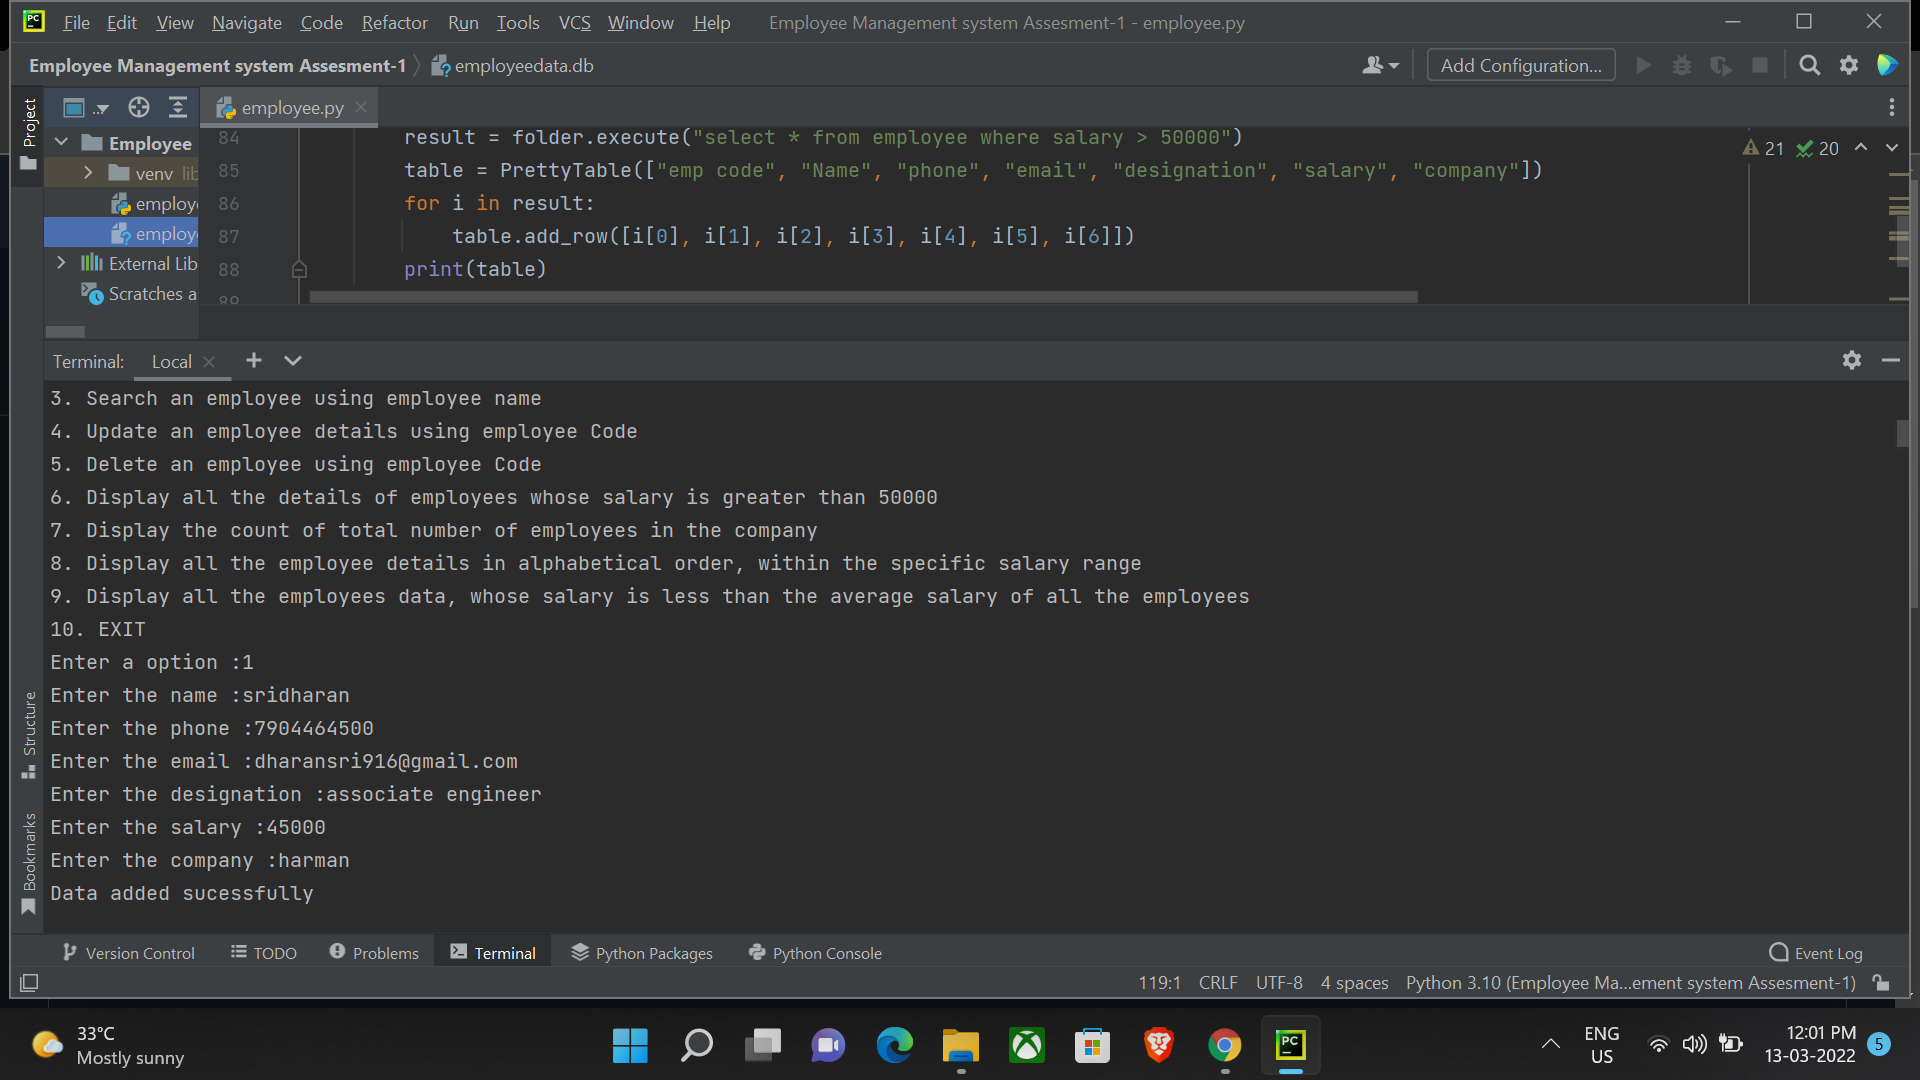 PC File Edit View Navigate Code Refactor Run Tools VCS Window Help Employee Management system Assesment-1 - employee.py
Employee Management system Assesment-1 employeedata.db Add Configuration...
Project .. employee.py
Employee
venv lib
employe
employe
External Lib
Scratches a
84 result = folder.execute("select * from employee where salary > 50000")
85 table = PrettyTable(["emp code", "Name", "phone", "email", "designation", "salary", "company"])
86 for i in result:
87 table.add_row([i[0], i[1], i[2], i[3], i[4], i[5], i[6]])
88 print(table)
89
21 20
Terminal: Local
3. Search an employee using employee name
4. Update an employee details using employee Code
5. Delete an employee using employee Code
6. Display all the details of employees whose salary is greater than 50000
7. Display the count of total number of employees in the company
8. Display all the employee details in alphabetical order, within the specific salary range
9. Display all the employees data, whose salary is less than the average salary of all the employees
10. EXIT
Enter a option :1
Enter the name :sridharan
Enter the phone :7904464500
Enter the email :dharansri916@gmail.com
Enter the designation :associate engineer
Enter the salary :45000
Enter the company :harman
Data added sucessfully
Structure
Bookmarks
Version Control TODO Problems Terminal Python Packages Python Console Event Log
119:1 CRLF UTF-8 4 spaces Python 3.10 (Employee Ma...ement system Assesment-1)
33°C
Mostly sunny
PC
ENG
US
12:01 PM
13-03-2022
5